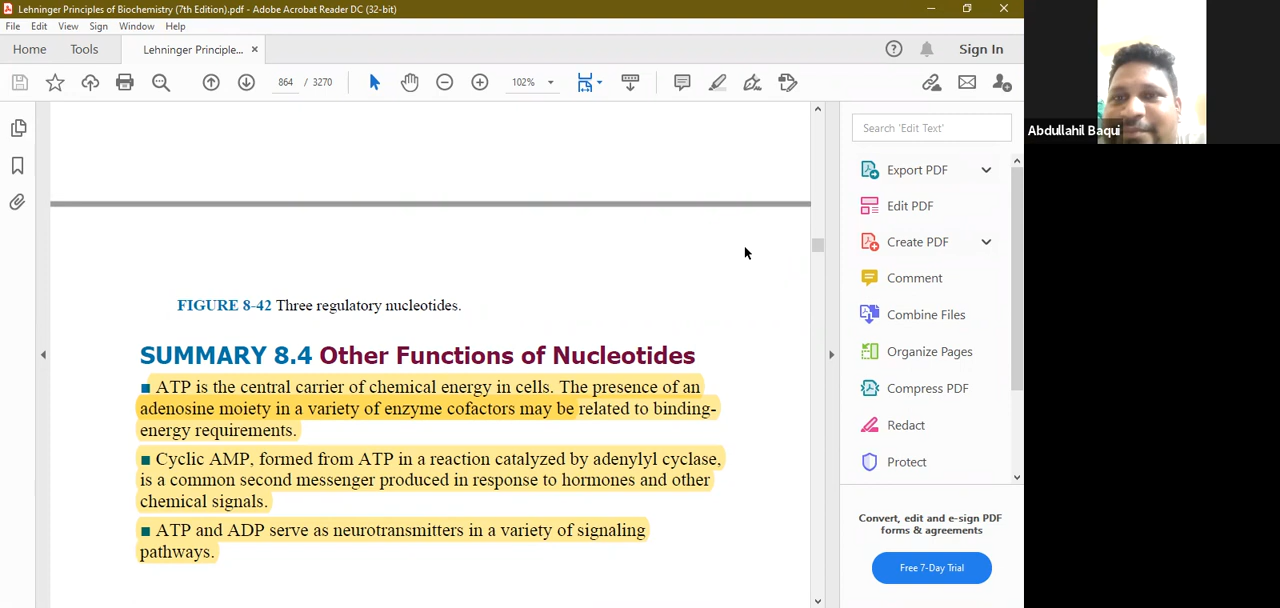 Lehninger Principles of Biochemistry (7th Edition).pdf - Adobe Acrobat Reader DC (32-bit)
File Edit View Sign Window Help
Home Tools Lehninger Principle... × Sign In
864 / 3270 102%
Abdullahil Baqui
Search 'Edit Text'
Export PDF
Edit PDF
Create PDF
Comment
Combine Files
Organize Pages
Compress PDF
Redact
Protect
Convert, edit and e-sign PDF
forms & agreements
Free 7-Day Trial
FIGURE 8-42 Three regulatory nucleotides.
SUMMARY 8.4 Other Functions of Nucleotides
■ ATP is the central carrier of chemical energy in cells. The presence of an
adenosine moiety in a variety of enzyme cofactors may be related to binding-
energy requirements.
■ Cyclic AMP, formed from ATP in a reaction catalyzed by adenylyl cyclase,
is a common second messenger produced in response to hormones and other
chemical signals.
■ ATP and ADP serve as neurotransmitters in a variety of signaling
pathways.